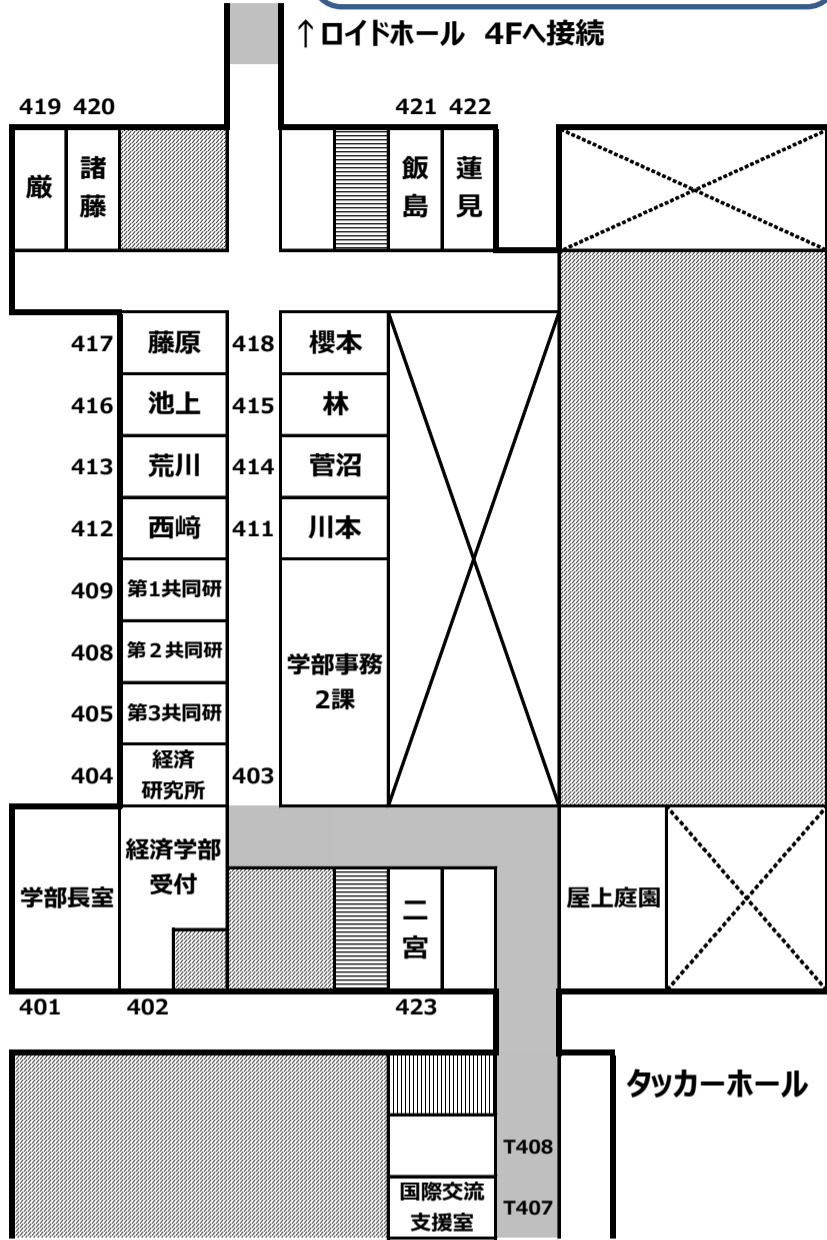 ↑ロイドホール 4Fへ接続
419 420 421 422
厳
諸藤
飯島
蓮見
417 藤原 418 櫻本
416 池上 415 林
413 荒川 414 菅沼
412 西﨑 411 川本
409 第1共同研
408 第2共同研
学部事務
2課
405 第3共同研
404 経済
研究所
403
学部長室
経済学部
受付
二宮
屋上庭園
401 402 423
タッカーホール
T408
国際交流
支援室
T407